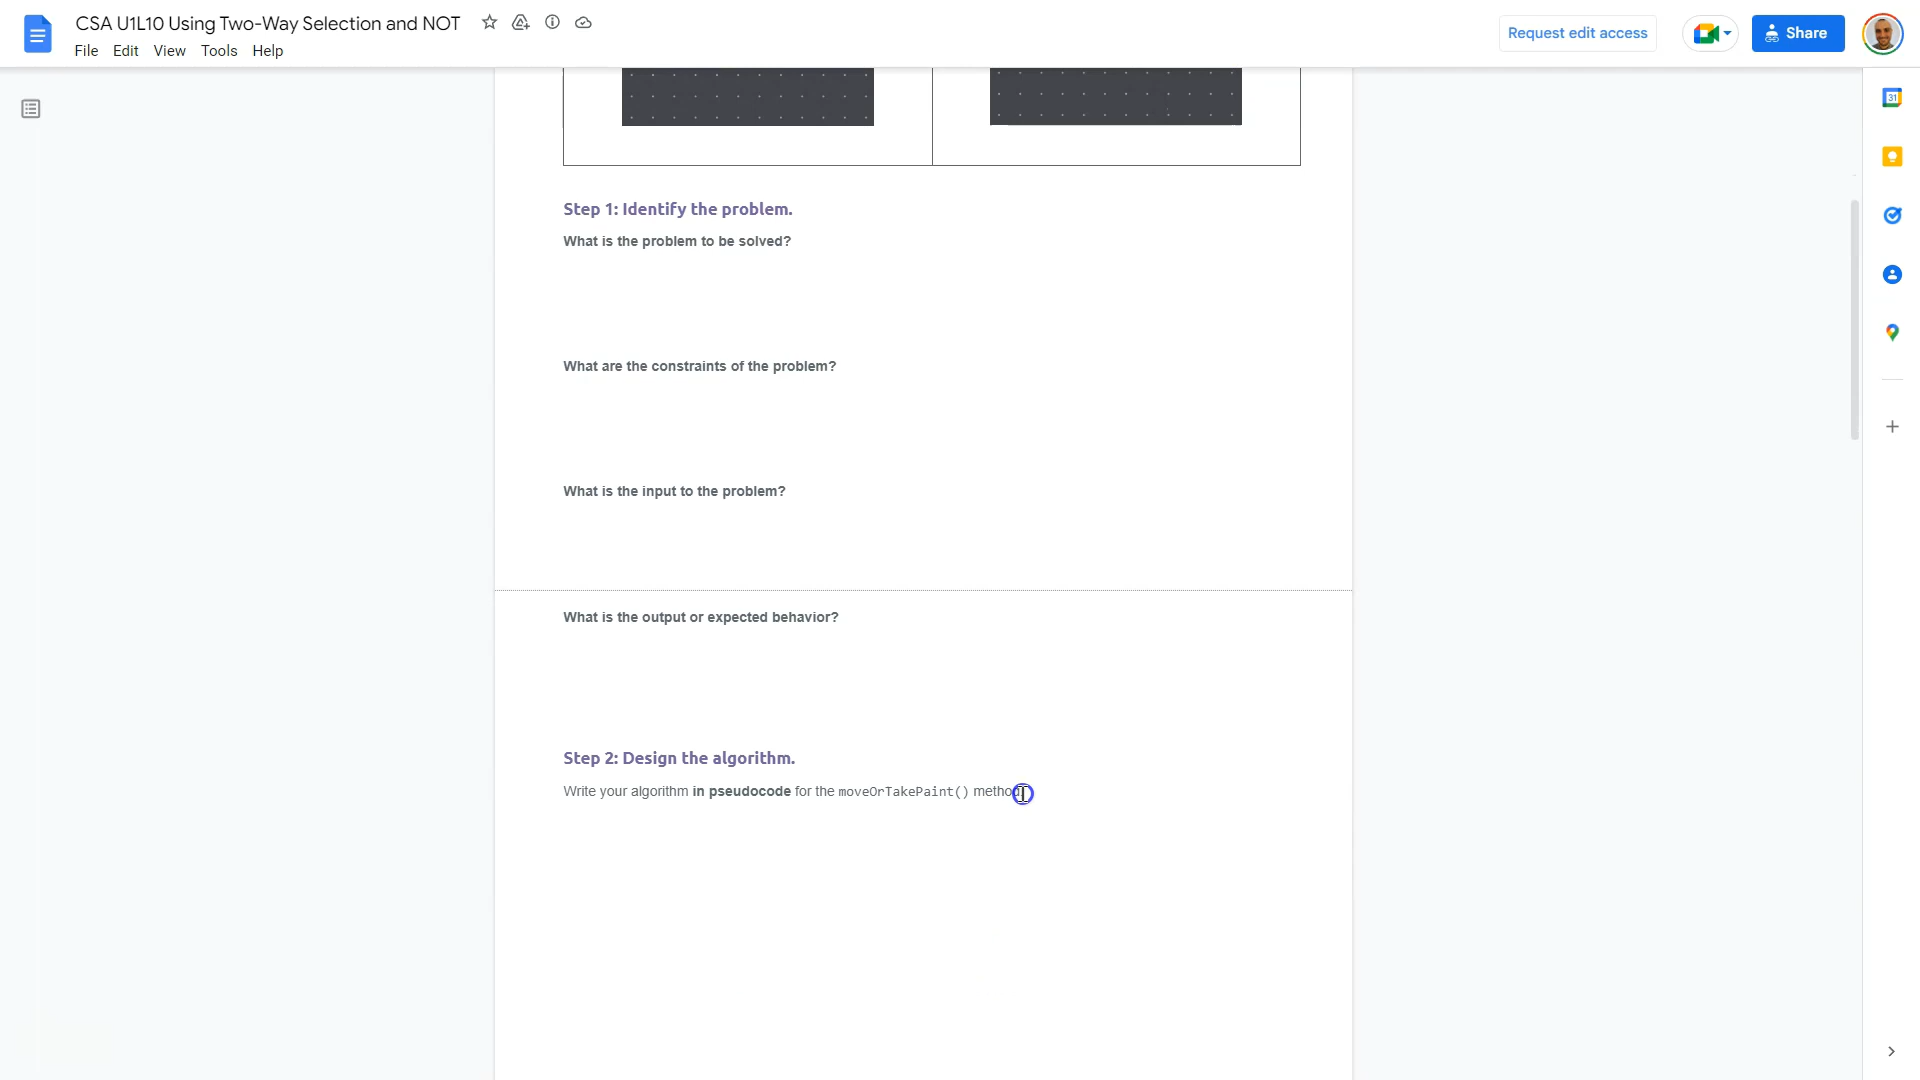 CSA U1L10 Using Two-Way Selection and NOT
File Edit View Tools Help
Request edit access
Share
31
Step 1: Identify the problem.
What is the problem to be solved?
What are the constraints of the problem?
What is the input to the problem?
What is the output or expected behavior?
Step 2: Design the algorithm.
Write your algorithm in pseudocode for the moveOrTakePaint() method.